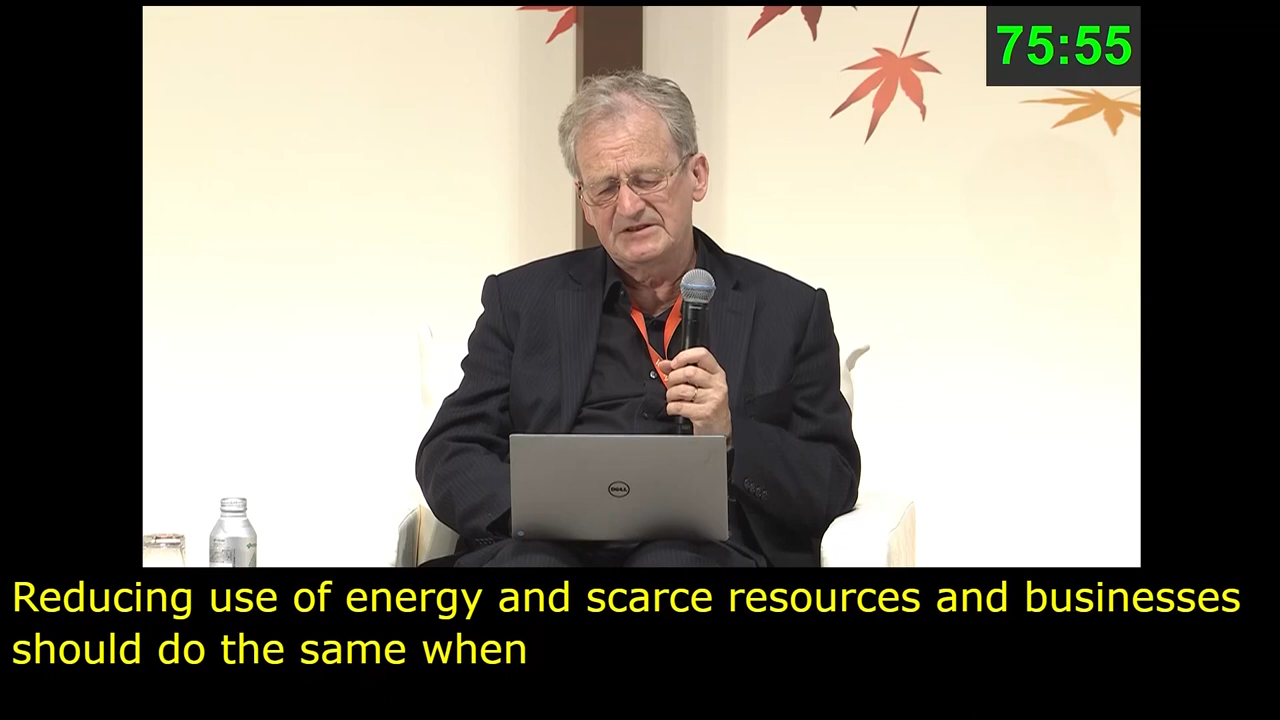 75:55
DELL
Reducing use of energy and scarce resources and businesses
should do the same when